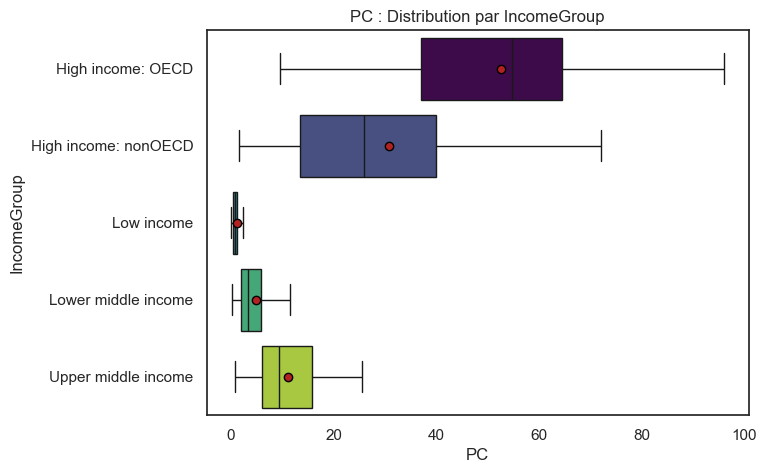 PC : Distribution par IncomeGroup
High income: OECD
High income: nonOECD
Low income
Lower middle income
Upper middle income
IncomeGroup
0 20 40 60 80 100
PC